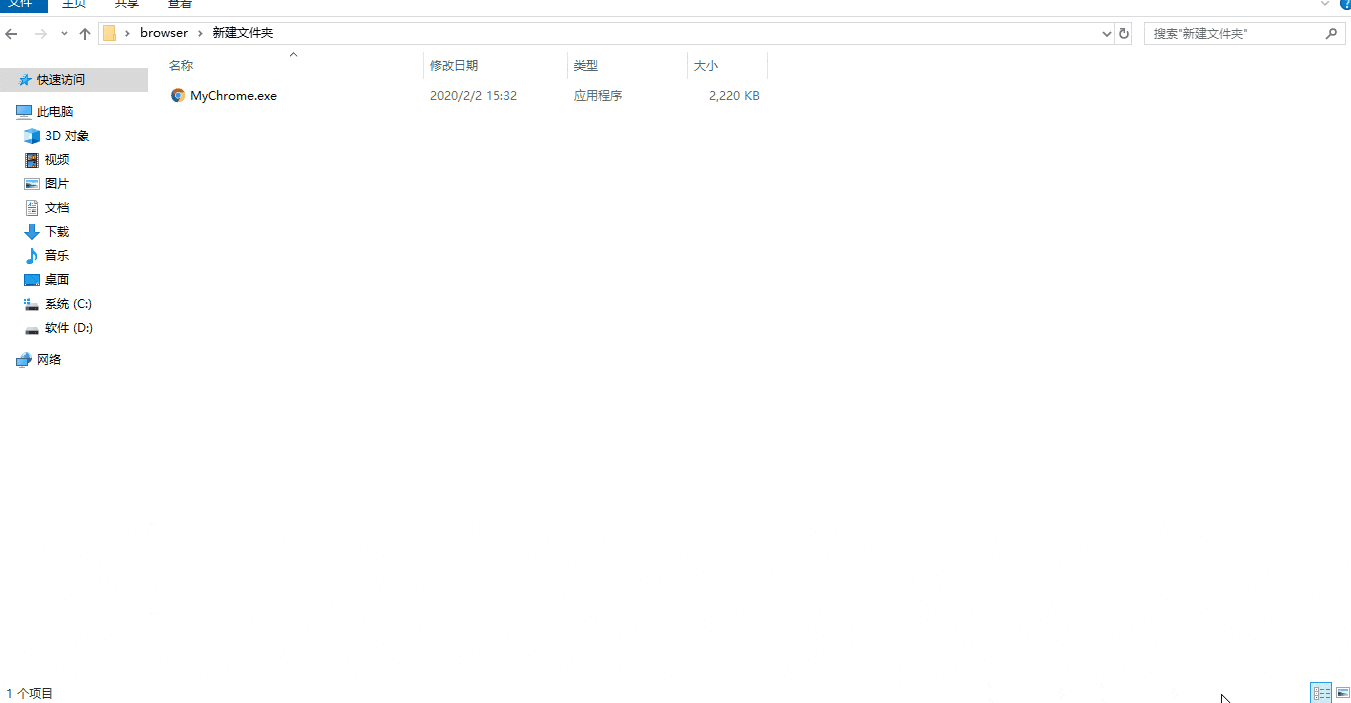 文件 主页 共享 查看
browser 新建文件夹 搜索"新建文件夹"
名称 修改日期 类型 大小
快速访问
MyChrome.exe 2020/2/2 15:32 应用程序 2,220 KB
此电脑
3D 对象
视频
图片
文档
下载
音乐
桌面
系统 (C:)
软件 (D:)
网络
1 个项目